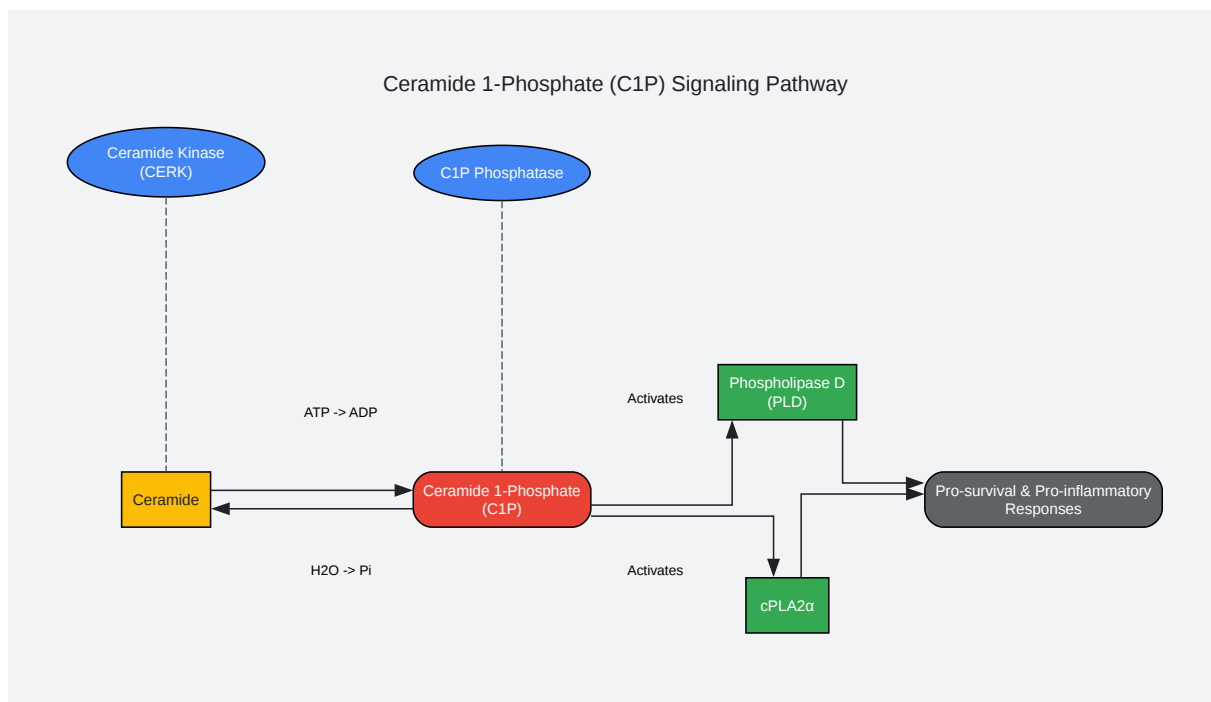 Ceramide 1-Phosphate (C1P) Signaling Pathway
Ceramide Kinase
(CERK)
C1P Phosphatase
Phospholipase D
(PLD)
Activates
ATP -> ADP
Ceramide
Ceramide 1-Phosphate
(C1P)
Pro-survival & Pro-inflammatory
Responses
H2O -> Pi
Activates
cPLA2α